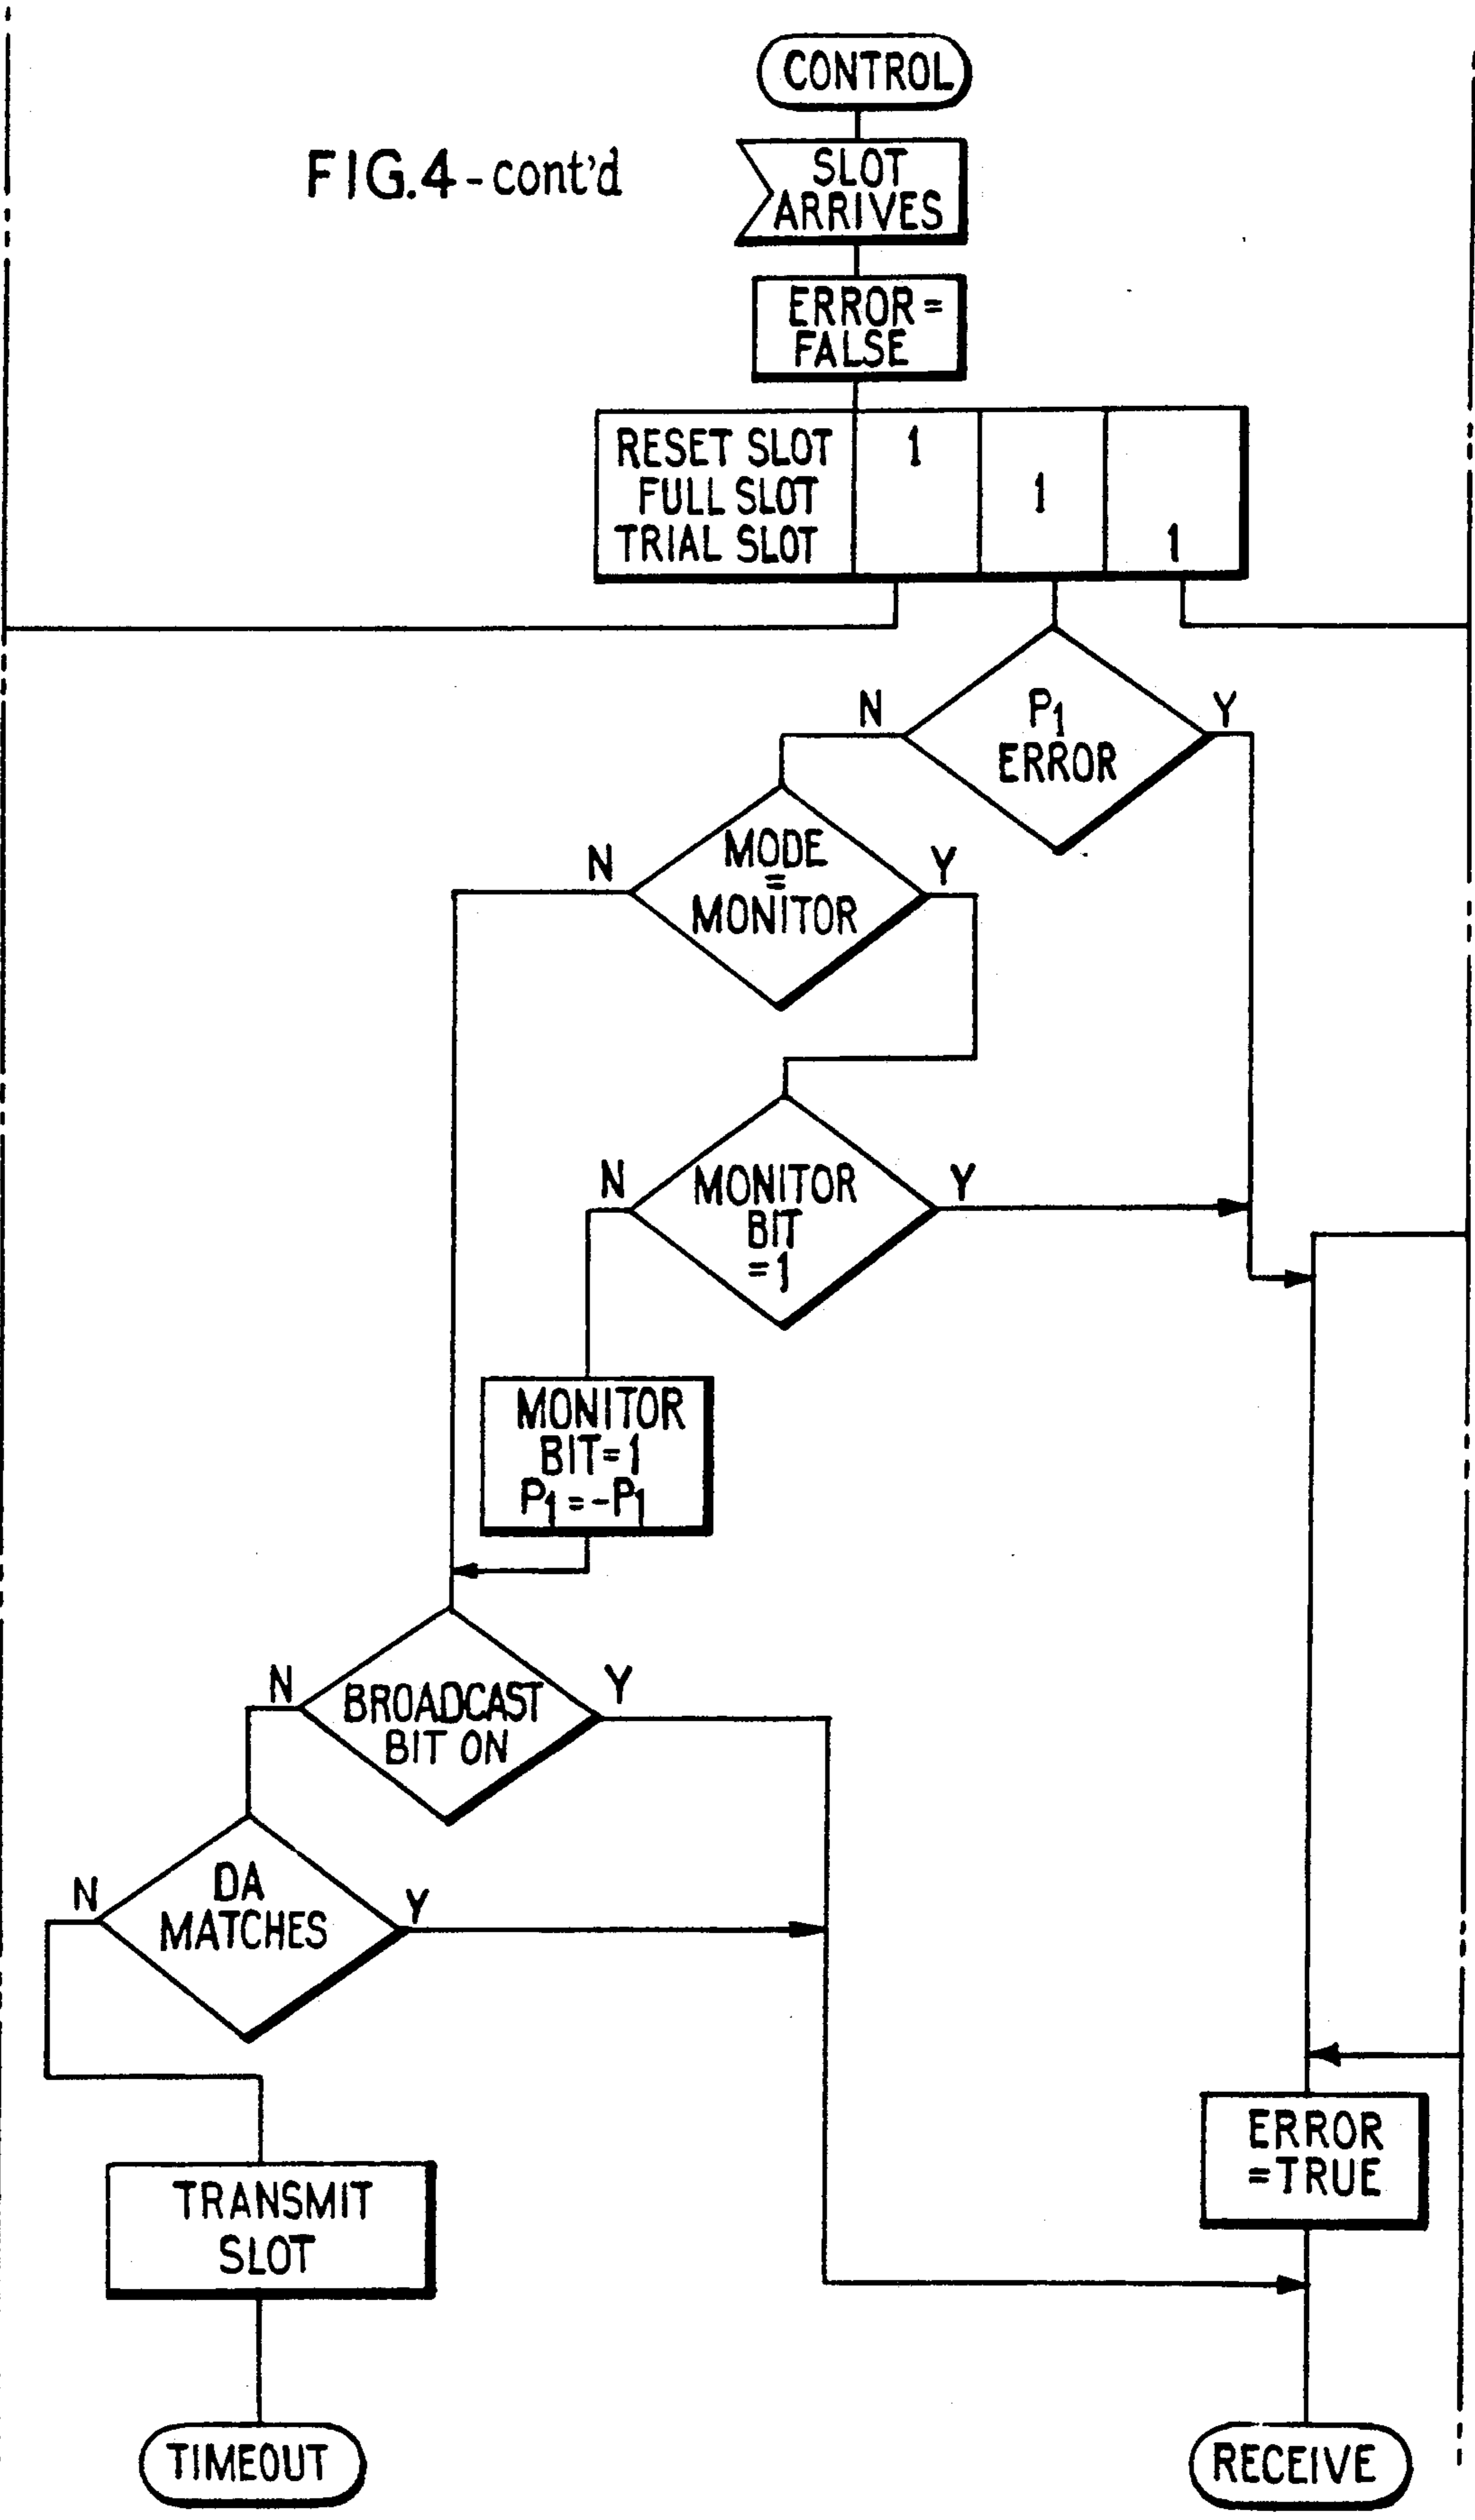 CONTROL
FIG.4-cont'd
SLOT
ARRIVES
ERROR=
FALSE
RESET SLOT 1
FULL SLOT 1
TRIAL SLOT 1
N
P1
ERROR
Y
N
MODE
=
MONITOR
Y
N
MONITOR
BIT
=1
Y
MONITOR
BIT=1
P1=-P1
N
BROADCAST
BIT ON
Y
N
DA
MATCHES
Y
ERROR
=TRUE
TRANSMIT
SLOT
TIMEOUT
RECEIVE